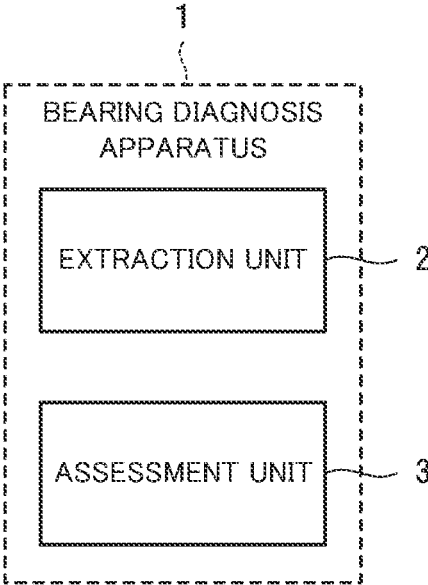 1
BEARING DIAGNOSIS
APPARATUS
EXTRACTION UNIT
2
ASSESSMENT UNIT
3